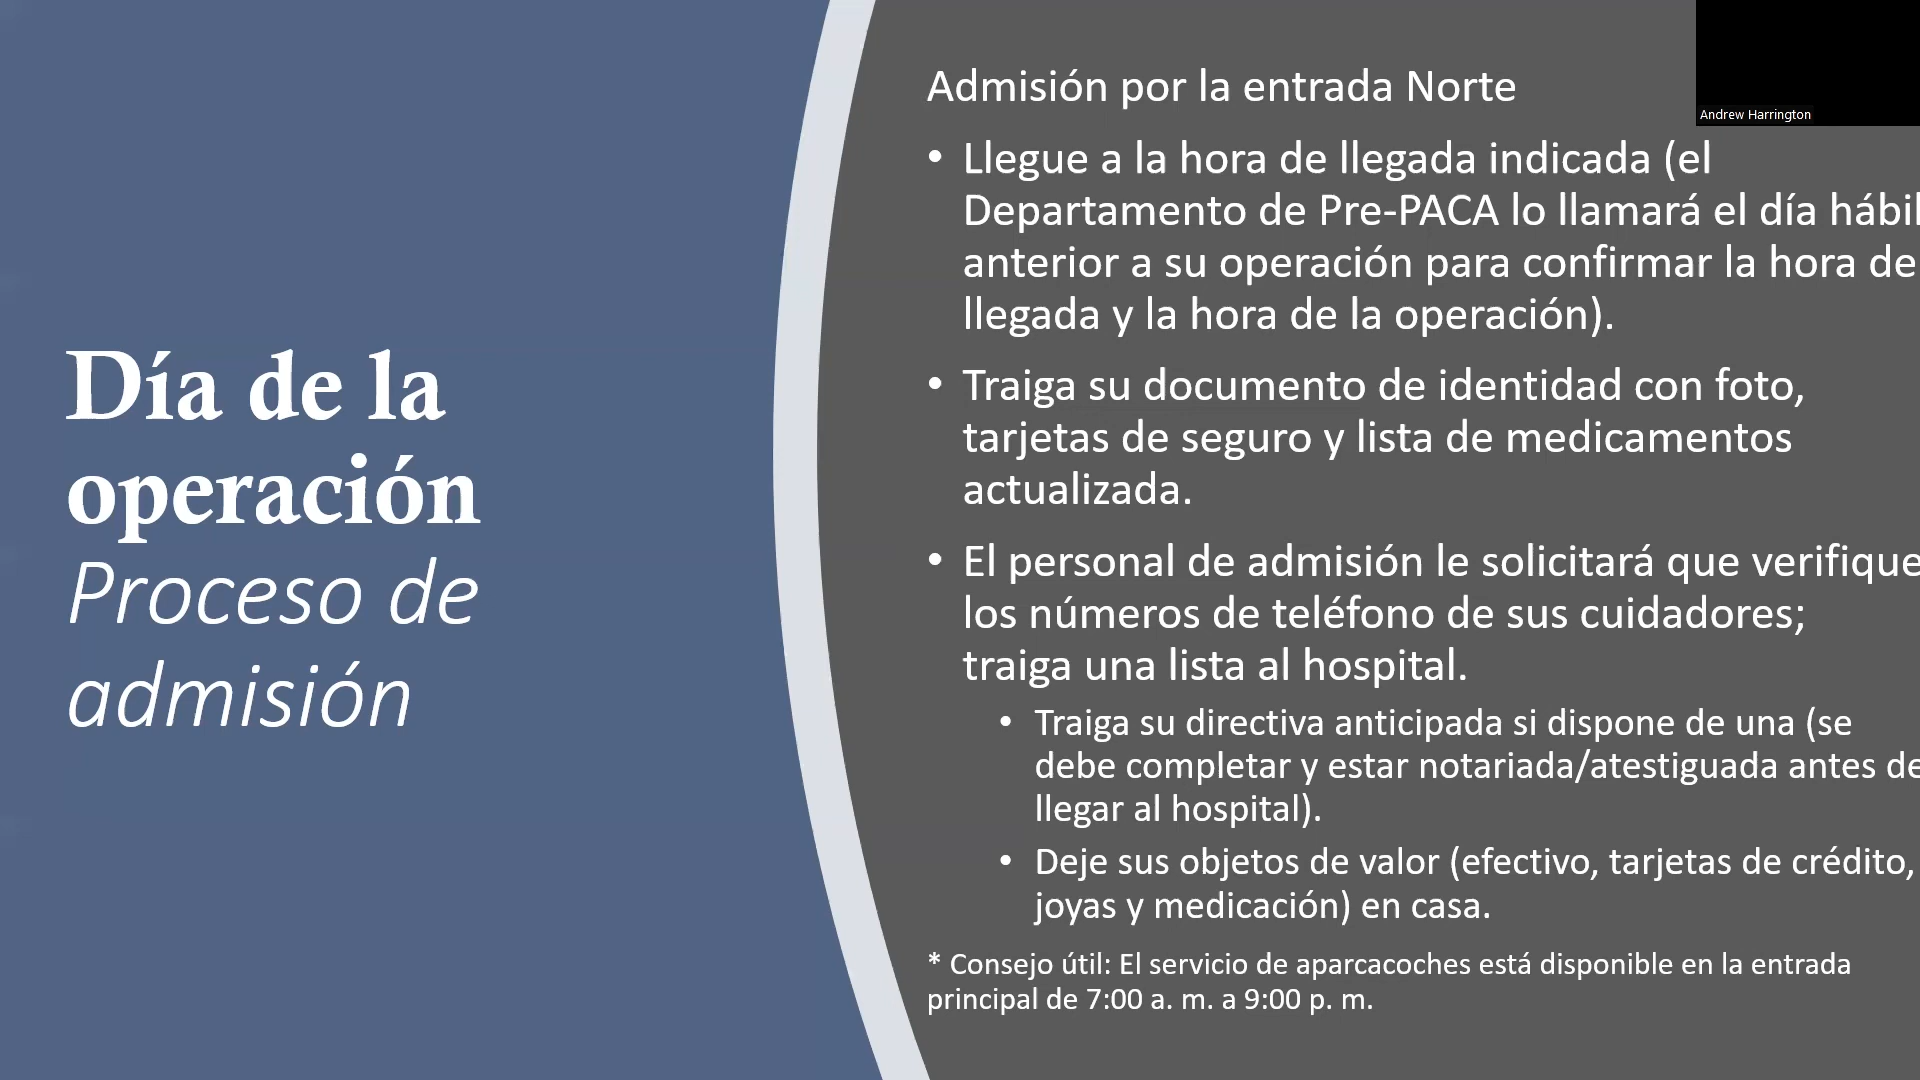 Día de la
operación
Proceso de
admisión
Admisión por la entrada Norte
Andrew Harrington
• Llegue a la hora de llegada indicada (el
Departamento de Pre-PACA lo llamará el día hábil
anterior a su operación para confirmar la hora de
llegada y la hora de la operación).
• Traiga su documento de identidad con foto,
tarjetas de seguro y lista de medicamentos
actualizada.
• El personal de admisión le solicitará que verifique
los números de teléfono de sus cuidadores;
traiga una lista al hospital.
• Traiga su directiva anticipada si dispone de una (se
debe completar y estar notariada/atestiguada antes de
llegar al hospital).
• Deje sus objetos de valor (efectivo, tarjetas de crédito,
joyas y medicación) en casa.
* Consejo útil: El servicio de aparcacoches está disponible en la entrada
principal de 7:00 a. m. a 9:00 p. m.